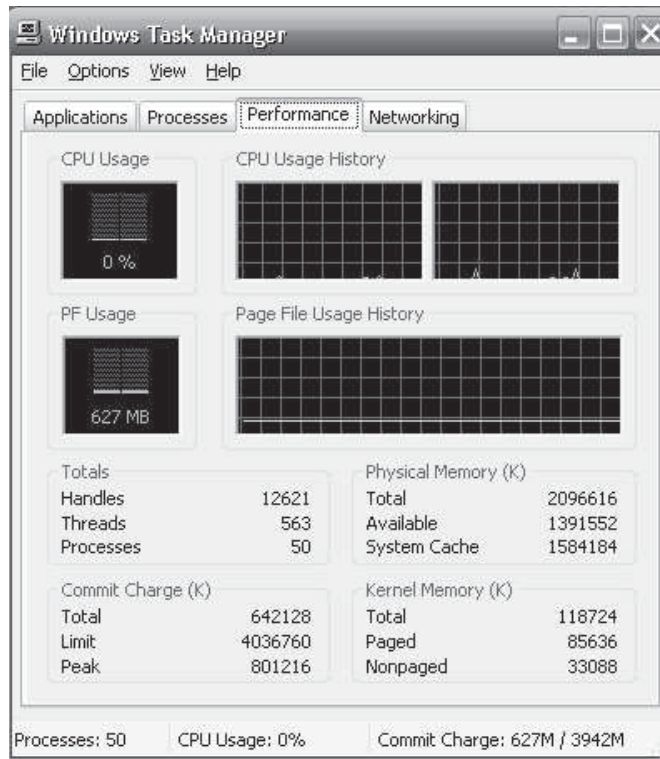 Windows Task Manager
File Options View Help
Applications Processes Performance Networking
CPU Usage
0 %
CPU Usage History
PF Usage
627 MB
Page File Usage History
Totals
Handles 12621
Threads 563
Processes 50
Physical Memory (K)
Total 2096616
Available 1391552
System Cache 1584184
Commit Charge (K)
Total 642128
Limit 4036760
Peak 801216
Kernel Memory (K)
Total 118724
Paged 85636
Nonpaged 33088
Processes: 50 CPU Usage: 0% Commit Charge: 627M / 3942M